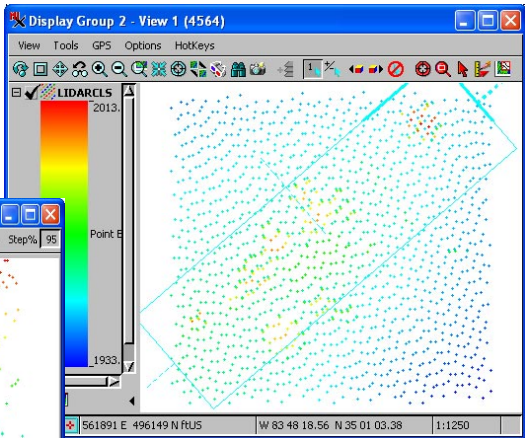 Display Group 2 - View 1 (4564)
View Tools GPS Options HotKeys
1
LIDARCLS
2013.
Step% 95
Point E
1933.
561891 E 496149 N ftUS W 83 48 18.56 N 35 01 03.38 1:1250